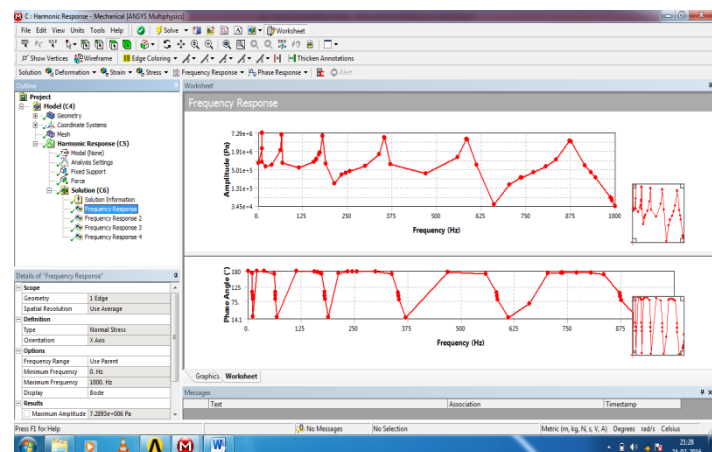 C : Harmonic Response - Mechanical [ANSYS Multiphysics]
File Edit View Units Tools Help Solve Worksheet
Show Vertices Wireframe Edge Coloring Thicken Annotations
Solution Deformation Strain Stress Frequency Response Phase Response Alert
Outline
Project
Model (C4)
Geometry
Coordinate Systems
Mesh
Harmonic Response (C5)
Modal (None)
Analysis Settings
Fixed Support
Force
Solution (C6)
Solution Information
Frequency Response
Frequency Response 2
Frequency Response 3
Frequency Response 4
Details of "Frequency Response"
Scope
Geometry 1 Edge
Spatial Resolution Use Average
Definition
Type Normal Stress
Orientation X Axis
Options
Frequency Range Use Parent
Minimum Frequency 0. Hz
Maximum Frequency 1000. Hz
Display Bode
Results
Maximum Amplitude 7.2893e+006 Pa
Worksheet
Frequency Response
Amplitude (Pa)
7.29e+6
1.91e+6
5.01e+5
1.31e+5
3.45e+4
0. 125 250 375 500 625 750 875 1000
Frequency (Hz)
Phase Angle (°)
180
125
75.
14.1
0. 125 250 375 500 625 750 875
Frequency (Hz)
Graphics Worksheet
Messages
Text Association Timestamp
Press F1 for Help No Messages No Selection Metric (m, kg, N, s, V, A) Degrees rad/s Celsius
21:28